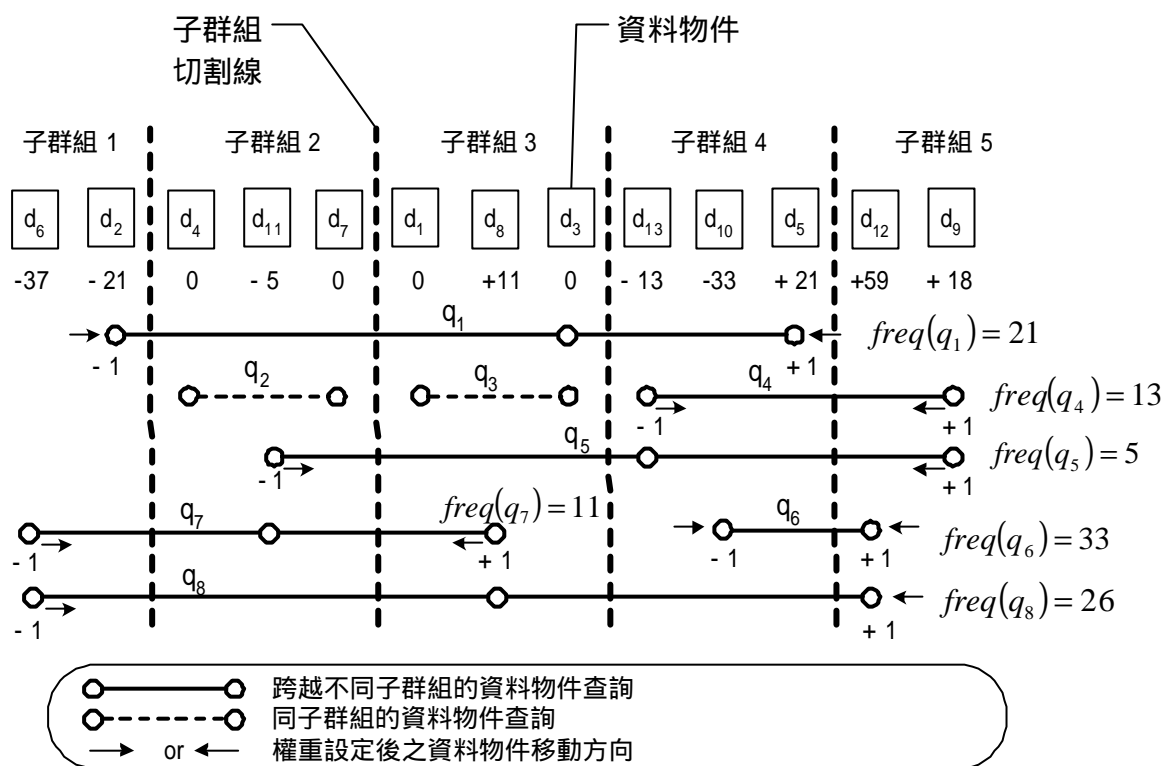 子群組
切割線
資料物件
子群組 1 子群組 2 子群組 3 子群組 4 子群組 5
d6 d2 d4 d11 d7 d1 d8 d3 d13 d10 d5 d12 d9
-37 - 21 0 - 5 0 0 +11 0 - 13 -33 + 21 +59 + 18
q1 freq(q1) = 21
- 1 + 1
q2 q3 q4 freq(q4) = 13
- 1 + 1
q5 freq(q5) = 5
-1 + 1
q7 freq(q7) = 11 q6 freq(q6) = 33
- 1 + 1 - 1 +1
q8 freq(q8) = 26
- 1 + 1
跨越不同子群組的資料物件查詢
同子群組的資料物件查詢
or 權重設定後之資料物件移動方向